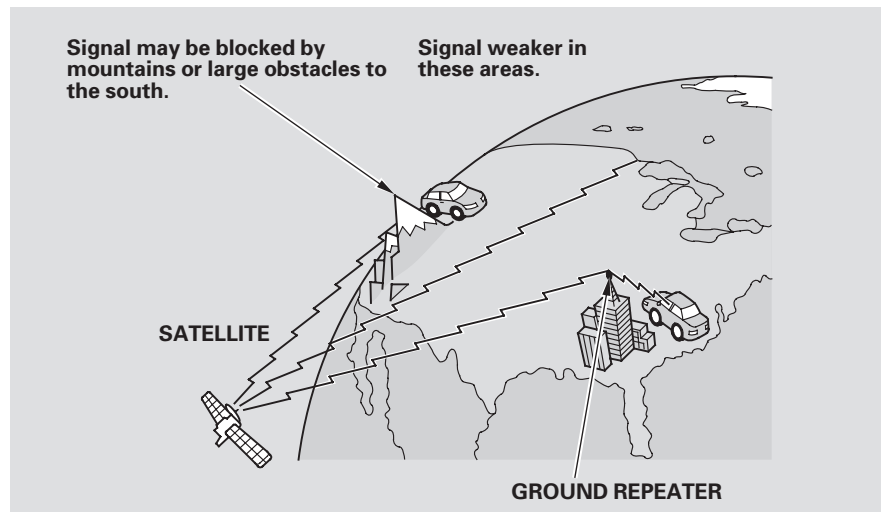 Signal may be blocked by
mountains or large obstacles to
the south.
Signal weaker in
these areas.
SATELLITE
GROUND REPEATER